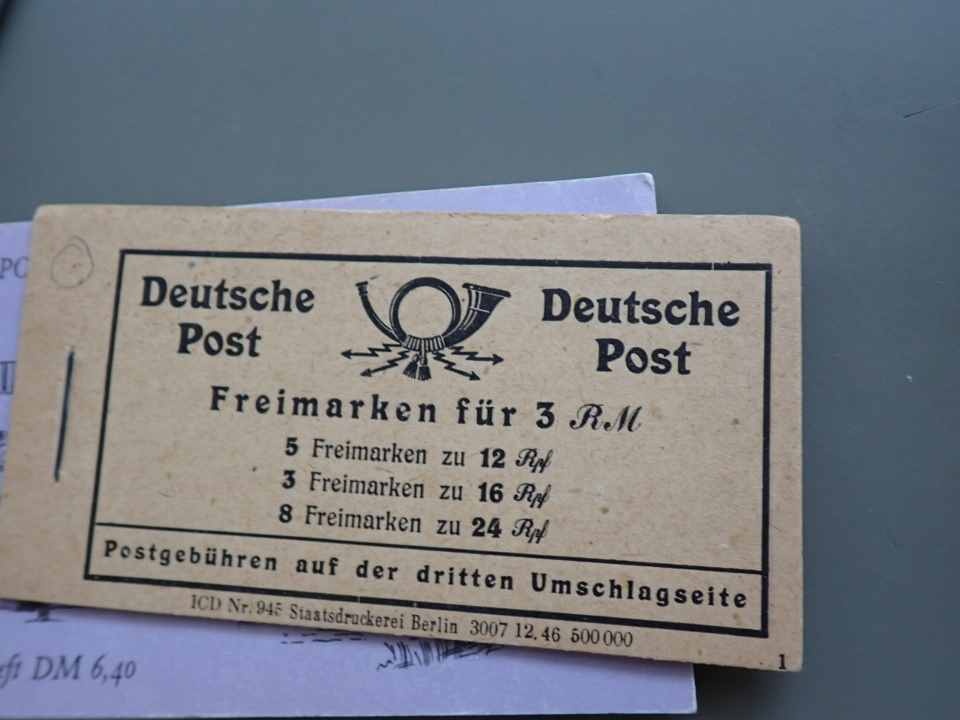 Deutsche Post
Deutsche Post
Freimarken für 3 RM
5 Freimarken zu 12 Rpf
3 Freimarken zu 16 Rpf
8 Freimarken zu 24 Rpf
Postgebühren auf der dritten Umschlagseite
ICD Nr. 945 Staatsdruckerei Berlin 3007 12.46 500 000
1
DM 6,40